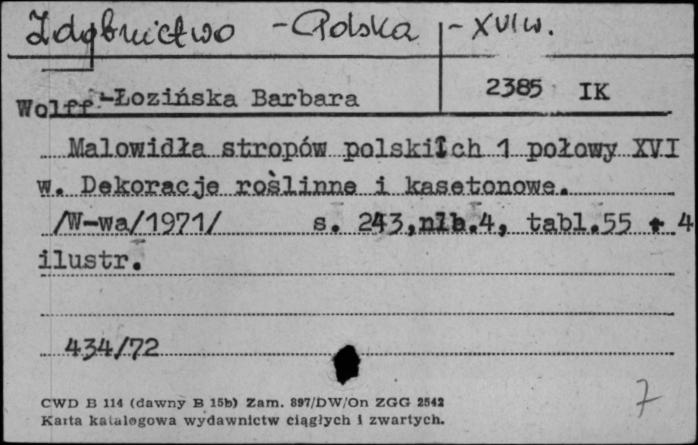 Zdobnictwo - Polska - XVI w.
Wolff-Łozińska Barbara 2385 IK
Malowidła stropów polskich 1 połowy XVI
w. Dekoracje roślinne i kasetonowe.
/W-wa/1971/ s. 243,nlb.4, tabl.55 + 4
ilustr.
434/72
7
CWD B 114 (dawny B 15b) Zam. 897/DW/On ZGG 2542
Karta katalogowa wydawnictw ciągłych i zwartych.